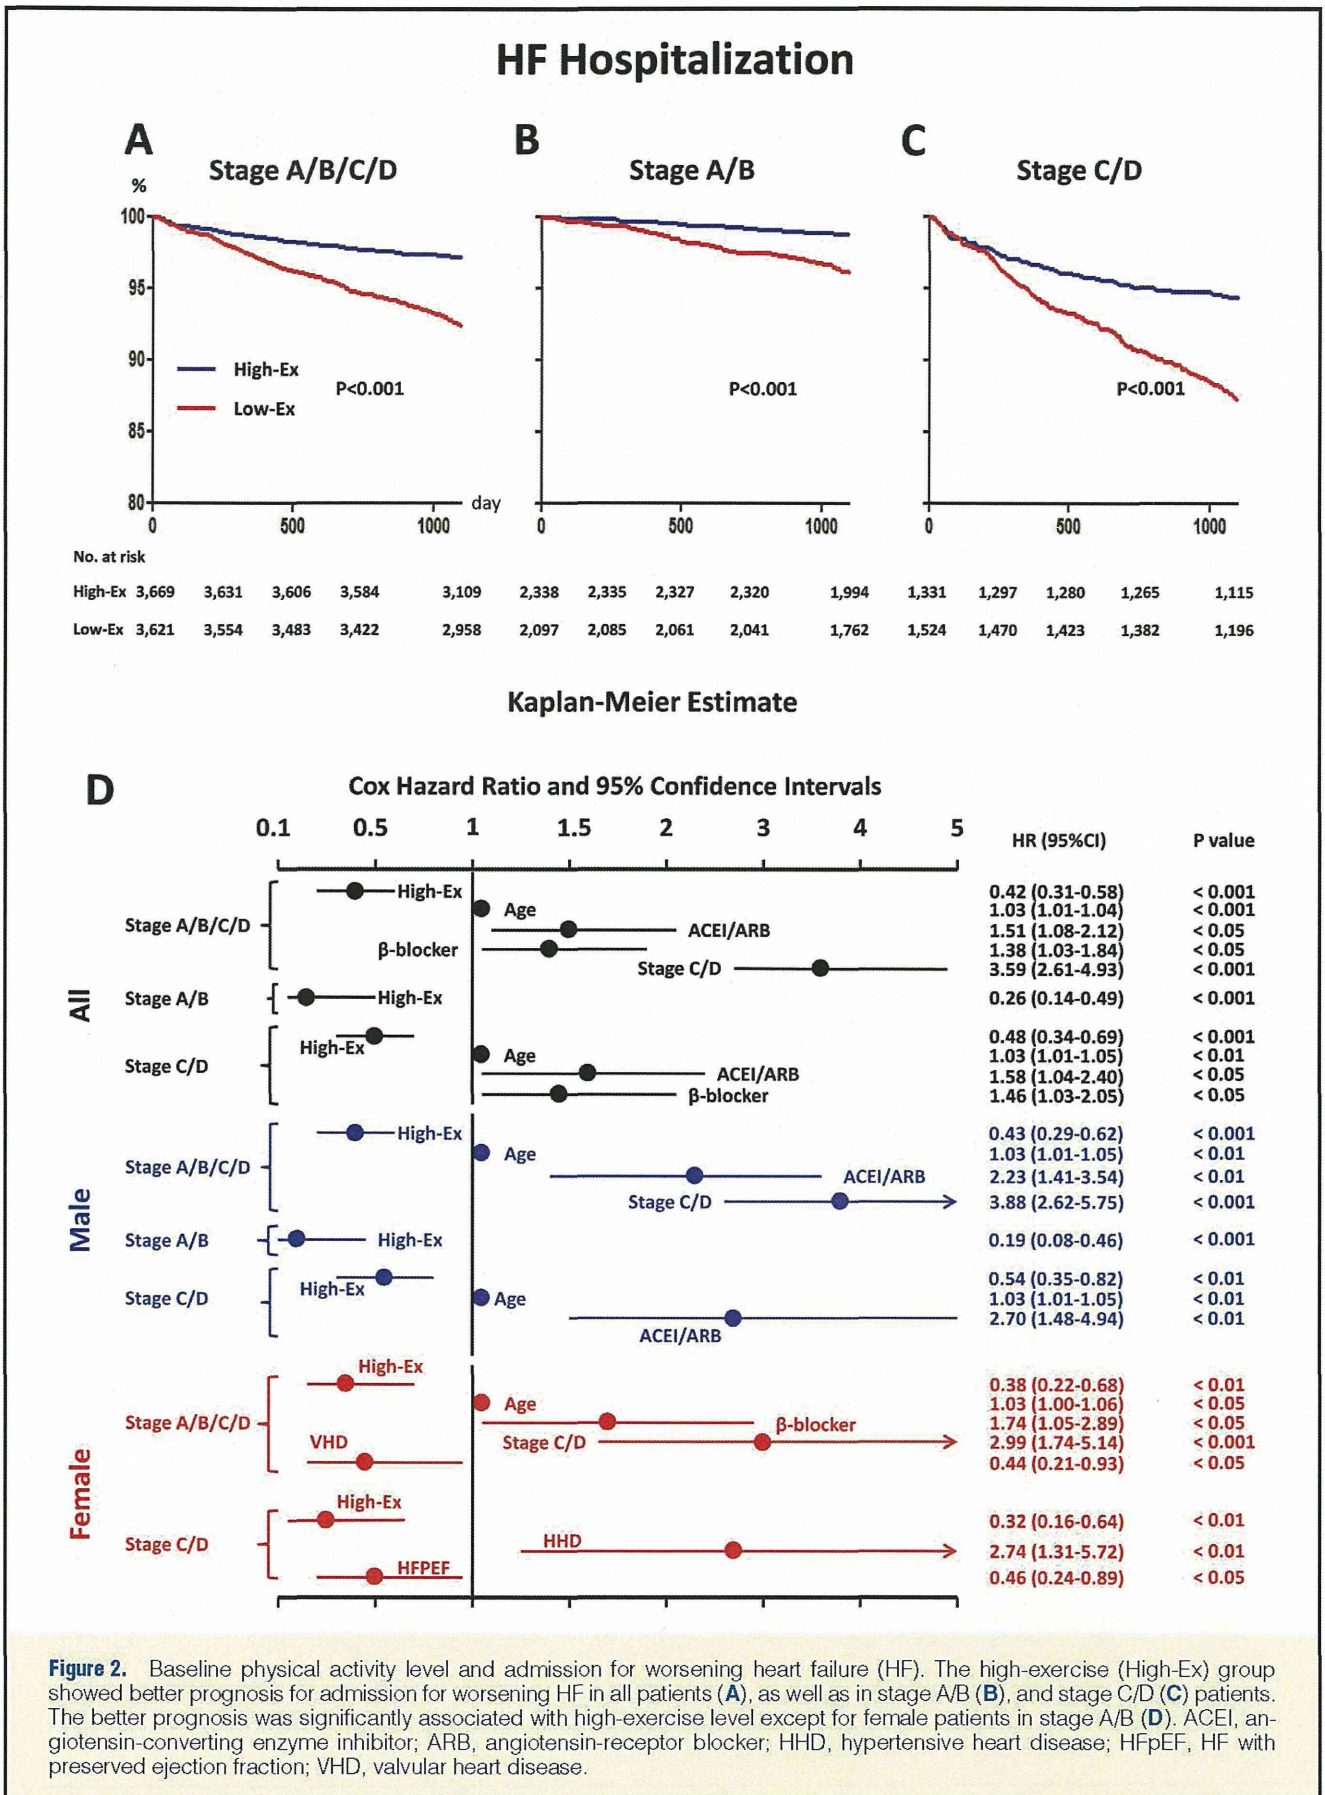 HF Hospitalization
A
Stage A/B/C/D
B
Stage A/B
C
Stage C/D
%
100
95
90
85
80
High-Ex
Low-Ex
P<0.001
P<0.001
P<0.001
0 500 1000 day
0 500 1000
0 500 1000
No. at risk
High-Ex 3,669 3,631 3,606 3,584 3,109 2,338 2,335 2,327 2,320 1,994 1,331 1,297 1,280 1,265 1,115
Low-Ex 3,621 3,554 3,483 3,422 2,958 2,097 2,085 2,061 2,041 1,762 1,524 1,470 1,423 1,382 1,196
Kaplan-Meier Estimate
D
Cox Hazard Ratio and 95% Confidence Intervals
0.1 0.5 1 1.5 2 3 4 5
HR (95%CI) P value
All
Stage A/B/C/D
High-Ex 0.42 (0.31-0.58) < 0.001
Age 1.03 (1.01-1.04) < 0.001
ACEI/ARB 1.51 (1.08-2.12) < 0.05
β-blocker 1.38 (1.03-1.84) < 0.05
Stage C/D 3.59 (2.61-4.93) < 0.001
Stage A/B High-Ex 0.26 (0.14-0.49) < 0.001
Stage C/D
High-Ex 0.48 (0.34-0.69) < 0.001
Age 1.03 (1.01-1.05) < 0.01
ACEI/ARB 1.58 (1.04-2.40) < 0.05
β-blocker 1.46 (1.03-2.05) < 0.05
Male
Stage A/B/C/D
High-Ex 0.43 (0.29-0.62) < 0.001
Age 1.03 (1.01-1.05) < 0.01
ACEI/ARB 2.23 (1.41-3.54) < 0.01
Stage C/D 3.88 (2.62-5.75) < 0.001
Stage A/B High-Ex 0.19 (0.08-0.46) < 0.001
Stage C/D
High-Ex 0.54 (0.35-0.82) < 0.01
Age 1.03 (1.01-1.05) < 0.01
ACEI/ARB 2.70 (1.48-4.94) < 0.01
Female
Stage A/B/C/D
High-Ex 0.38 (0.22-0.68) < 0.01
Age 1.03 (1.00-1.06) < 0.05
β-blocker 1.74 (1.05-2.89) < 0.05
Stage C/D 2.99 (1.74-5.14) < 0.001
VHD 0.44 (0.21-0.93) < 0.05
Stage C/D
High-Ex 0.32 (0.16-0.64) < 0.01
HHD 2.74 (1.31-5.72) < 0.01
HFPEF 0.46 (0.24-0.89) < 0.05
Figure 2. Baseline physical activity level and admission for worsening heart failure (HF). The high-exercise (High-Ex) group
showed better prognosis for admission for worsening HF in all patients (A), as well as in stage A/B (B), and stage C/D (C) patients.
The better prognosis was significantly associated with high-exercise level except for female patients in stage A/B (D). ACEI, an-
giotensin-converting enzyme inhibitor; ARB, angiotensin-receptor blocker; HHD, hypertensive heart disease; HFpEF, HF with
preserved ejection fraction; VHD, valvular heart disease.